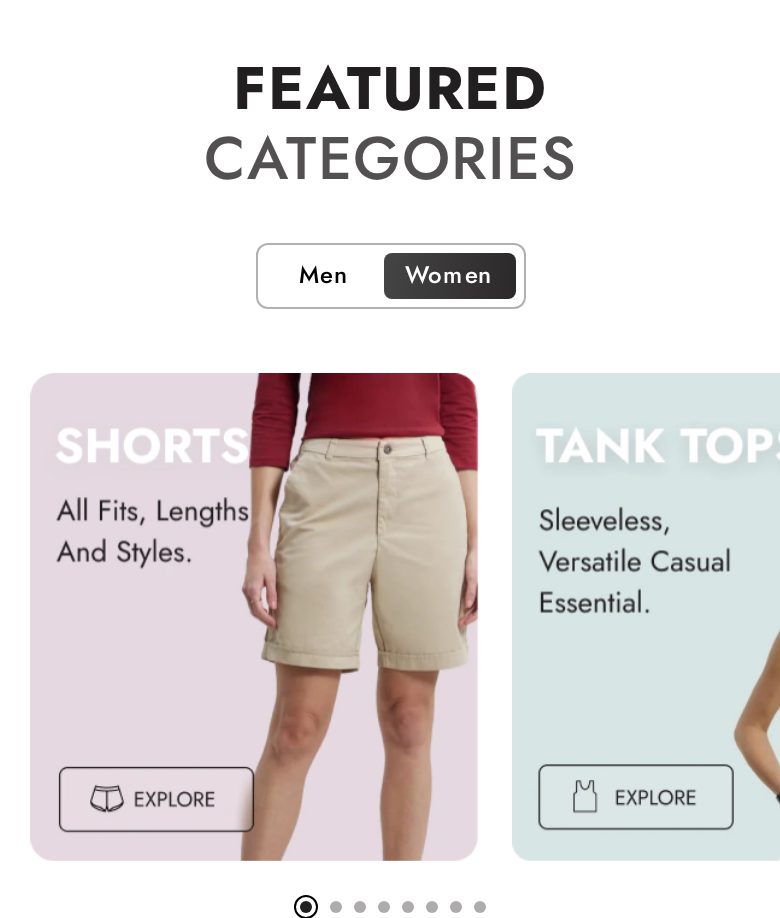 FEATURED
CATEGORIES
Men
Women
SHORTS
All Fits, Lengths
And Styles.
EXPLORE
TANK TOPS
Sleeveless,
Versatile Casual
Essential.
EXPLORE